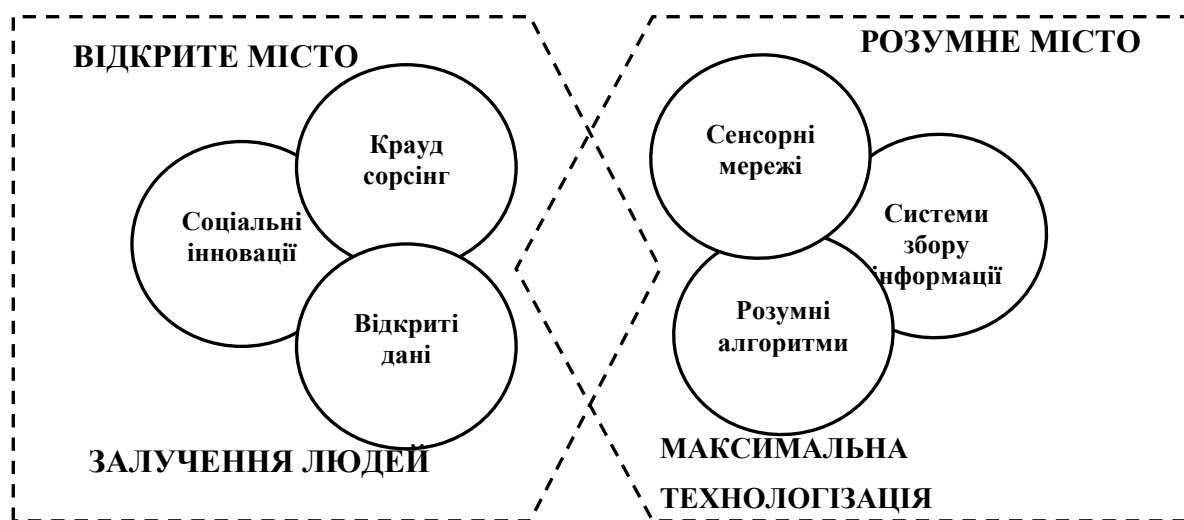 ВІДКРИТЕ МІСТО
Крауд
сорсінг
Соціальні
інновації
Відкриті
дані
ЗАЛУЧЕННЯ ЛЮДЕЙ
РОЗУМНЕ МІСТО
Сенсорні
мережі
Системи
збору
інформації
Розумні
алгоритми
МАКСИМАЛЬНА
ТЕХНОЛОГІЗАЦІЯ